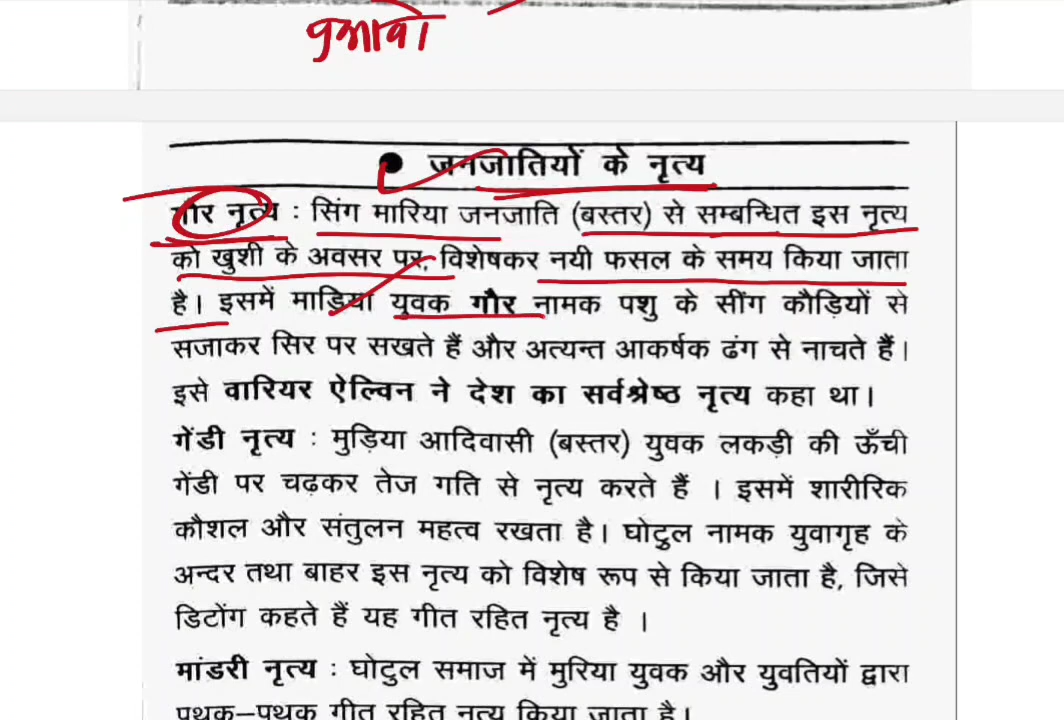 प्रभावी
● जनजातियों के नृत्य
गौर नृत्य : सिंग मारिया जनजाति (बस्तर) से सम्बन्धित इस नृत्य
को खुशी के अवसर पर, विशेषकर नयी फसल के समय किया जाता
है। इसमें माड़िया युवक गौर नामक पशु के सींग कौड़ियों से
सजाकर सिर पर सखते हैं और अत्यन्त आकर्षक ढंग से नाचते हैं।
इसे वारियर ऐल्विन ने देश का सर्वश्रेष्ठ नृत्य कहा था।
गेंडी नृत्य : मुड़िया आदिवासी (बस्तर) युवक लकड़ी की ऊँची
गेंडी पर चढ़कर तेज गति से नृत्य करते हैं । इसमें शारीरिक
कौशल और संतुलन महत्व रखता है। घोटुल नामक युवागृह के
अन्दर तथा बाहर इस नृत्य को विशेष रूप से किया जाता है, जिसे
डिटोंग कहते हैं यह गीत रहित नृत्य है ।
मांडरी नृत्य : घोटुल समाज में मुरिया युवक और युवतियों द्वारा
पृथक–पृथक गीत रहित नृत्य किया जाता है।